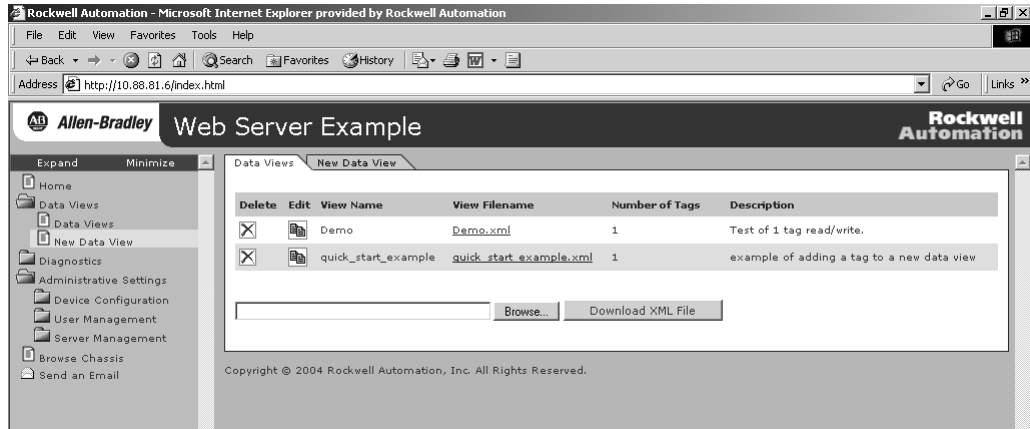 Rockwell Automation - Microsoft Internet Explorer provided by Rockwell Automation
File Edit View Favorites Tools Help
Back Search Favorites History
Address http://10.88.81.6/index.html Go Links »
AB Allen-Bradley Web Server Example Rockwell Automation
Expand Minimize
Home
Data Views
Data Views
New Data View
Diagnostics
Administrative Settings
Device Configuration
User Management
Server Management
Browse Chassis
Send an Email
Data Views New Data View
Delete Edit View Name View Filename Number of Tags Description
Demo Demo.xml 1 Test of 1 tag read/write.
quick_start_example quick_start_example.xml 1 example of adding a tag to a new data view
Browse... Download XML File
Copyright © 2004 Rockwell Automation, Inc. All Rights Reserved.